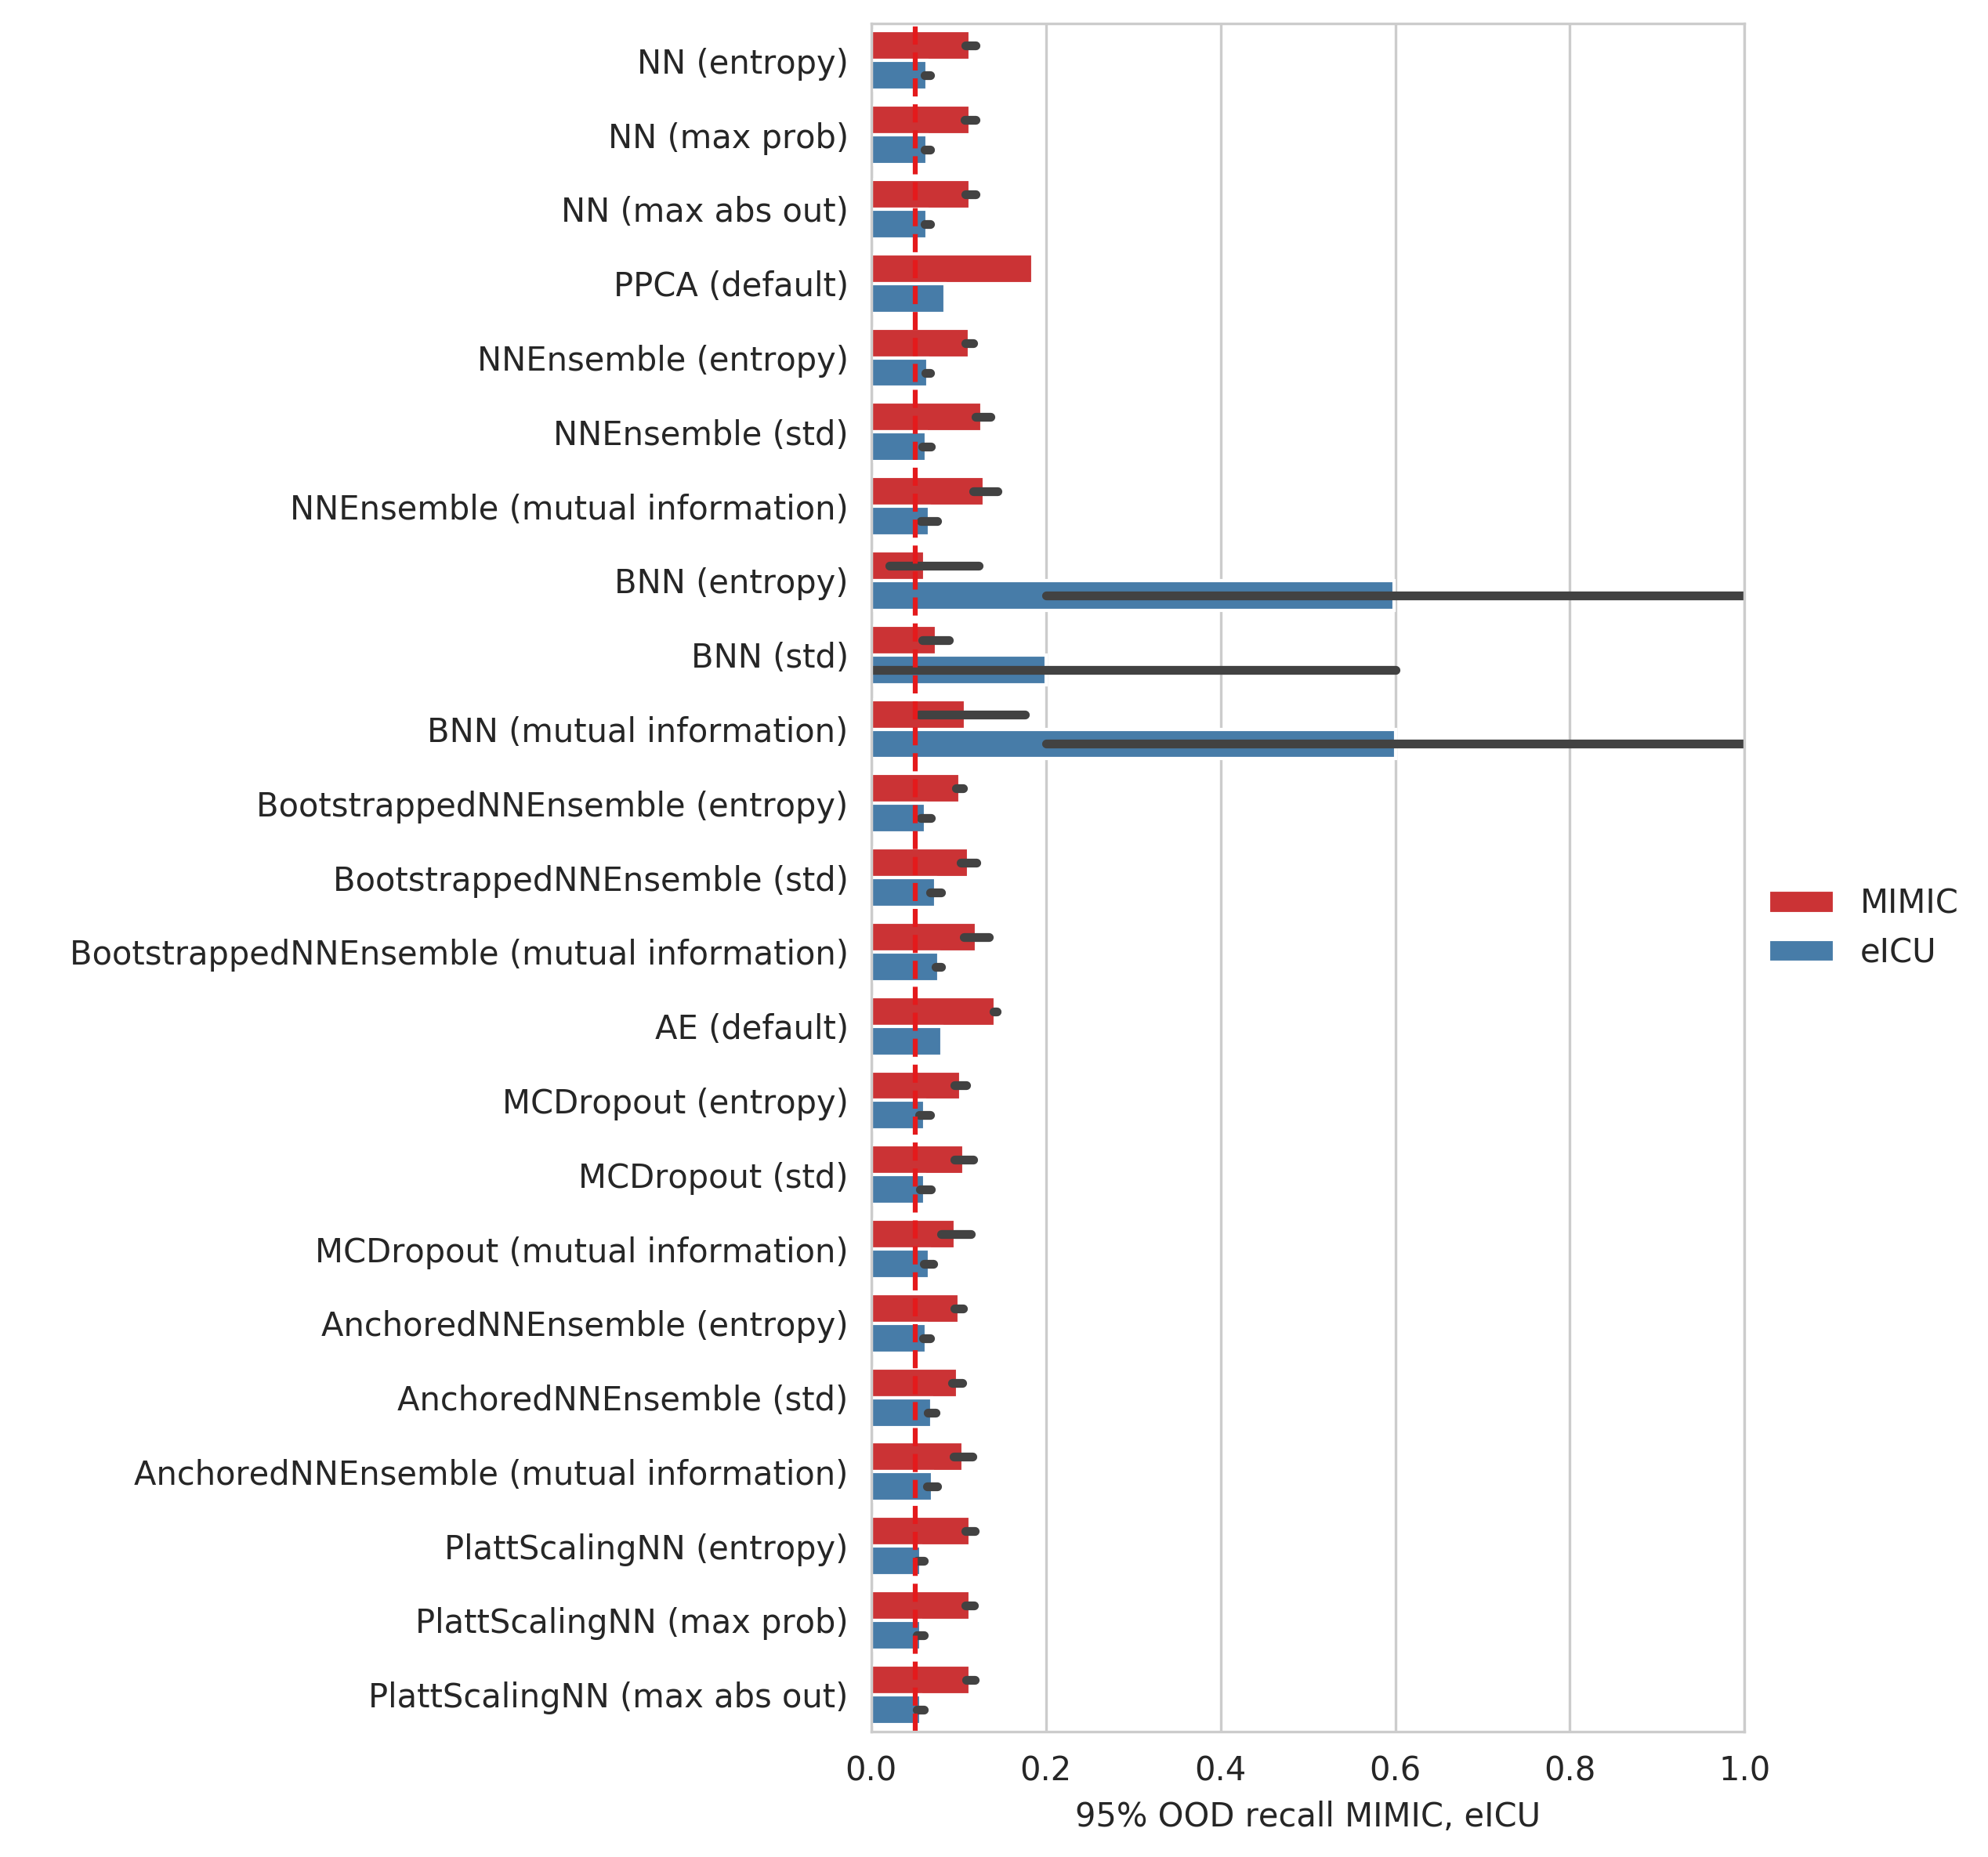 NN (entropy)
NN (max prob)
NN (max abs out)
PPCA (default)
NNEnsemble (entropy)
NNEnsemble (std)
NNEnsemble (mutual information)
BNN (entropy)
BNN (std)
BNN (mutual information)
BootstrappedNNEnsemble (entropy)
BootstrappedNNEnsemble (std)
BootstrappedNNEnsemble (mutual information)
AE (default)
MCDropout (entropy)
MCDropout (std)
MCDropout (mutual information)
AnchoredNNEnsemble (entropy)
AnchoredNNEnsemble (std)
AnchoredNNEnsemble (mutual information)
PlattScalingNN (entropy)
PlattScalingNN (max prob)
PlattScalingNN (max abs out)
0.0 0.2 0.4 0.6 0.8 1.0
95% OOD recall MIMIC, eICU
MIMIC
eICU